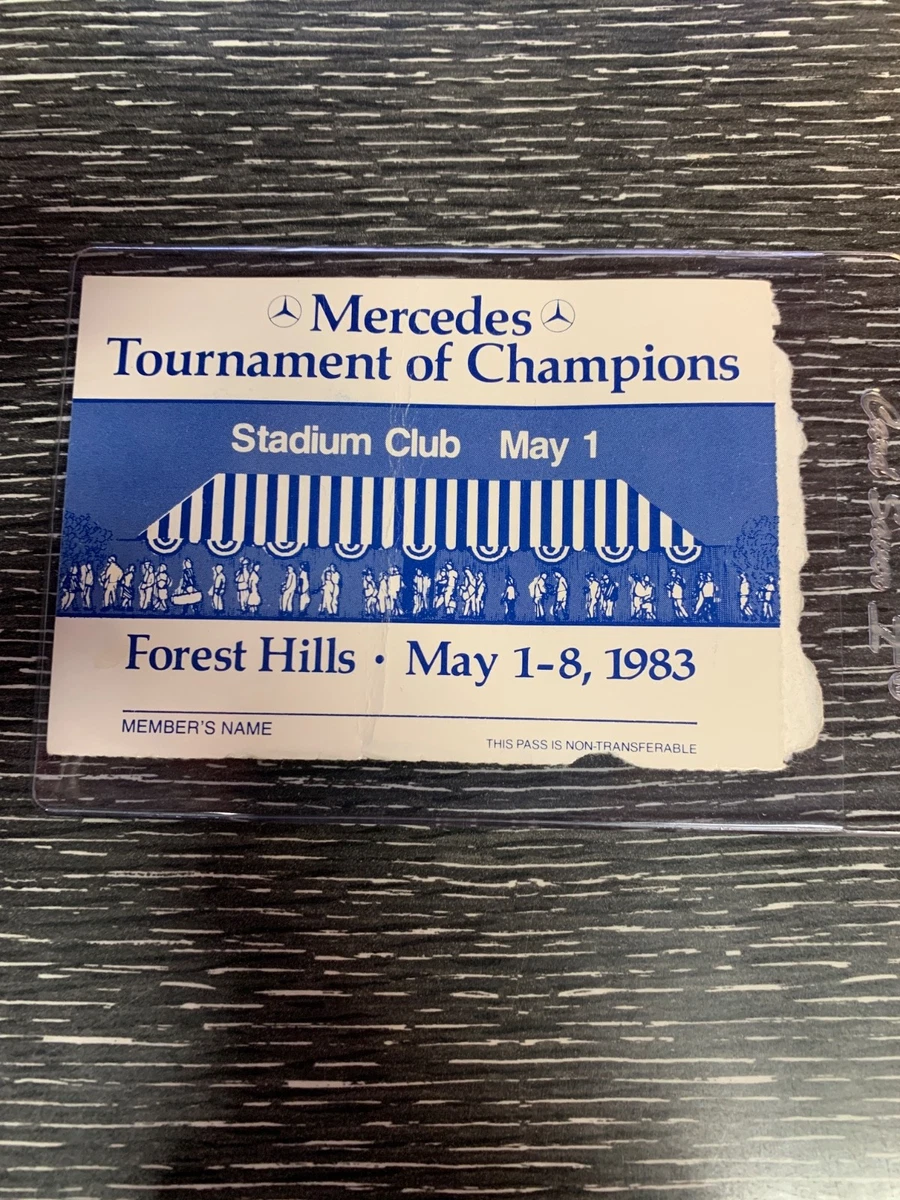 Mercedes
Tournament of Champions
Stadium Club May 1
Forest Hills · May 1-8, 1983
MEMBER'S NAME
THIS PASS IS NON-TRANSFERABLE